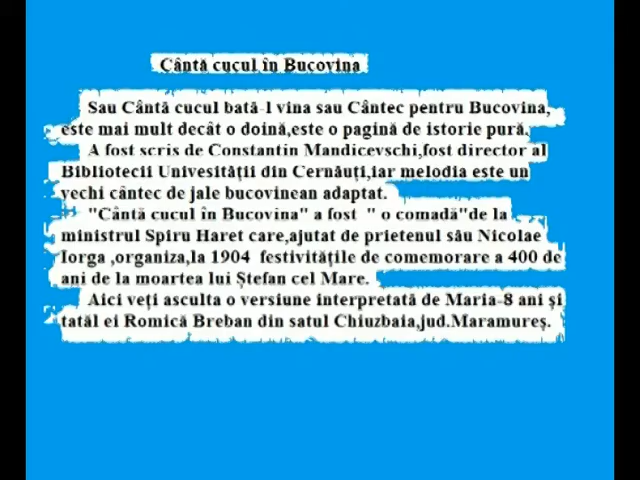 Cântă cucul în Bucovina
Sau Cântă cucul bată-l vina sau Cântec pentru Bucovina,
este mai mult decât o doină,este o pagină de istorie pură.
A fost scris de Constantin Mandicevschi,fost director al
Bibliotecii Univesității din Cernăuți,iar melodia este un
vechi cântec de jale bucovinean adaptat.
"Cântă cucul în Bucovina" a fost " o comadă"de la
ministrul Spiru Haret care,ajutat de prietenul său Nicolae
Iorga ,organiza,la 1904 festivitățile de comemorare a 400 de
ani de la moartea lui Ștefan cel Mare.
Aici veți asculta o versiune interpretată de Maria-8 ani și
tatăl ei Romică Breban din satul Chiuzbaia,jud.Maramureș.